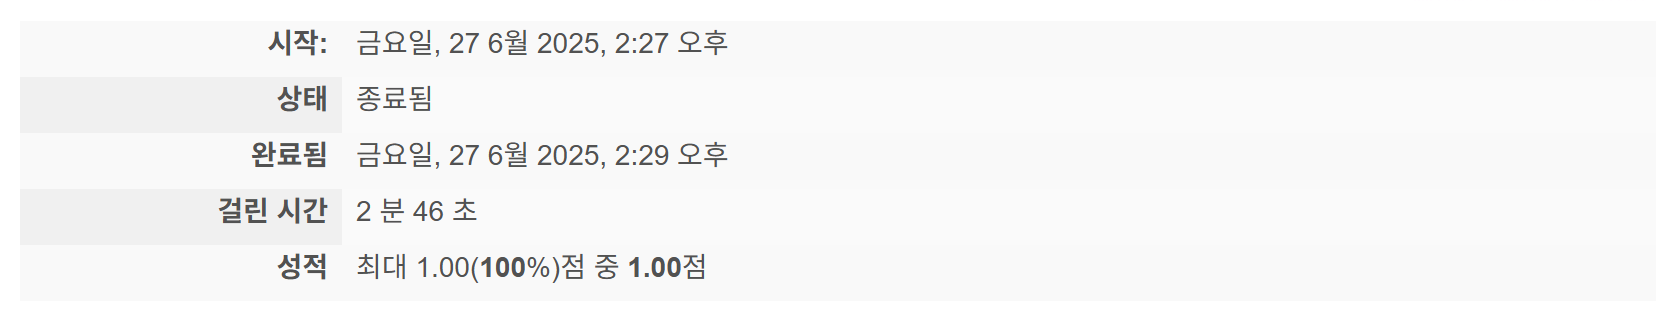 시작: 금요일, 27 6월 2025, 2:27 오후
상태 종료됨
완료됨 금요일, 27 6월 2025, 2:29 오후
걸린 시간 2 분 46 초
성적 최대 1.00(100%)점 중 1.00점